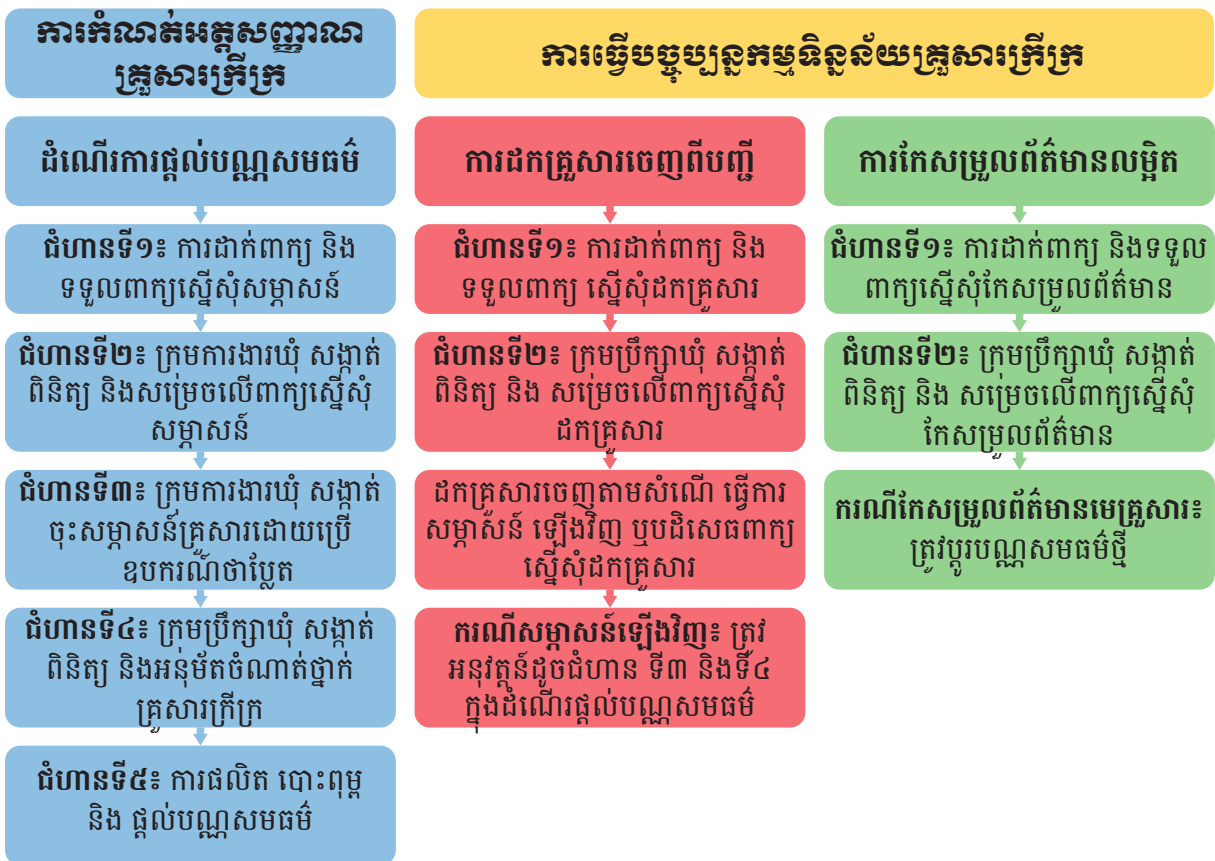 ការកំណត់អត្តសញ្ញាណ
គ្រួសារក្រីក្រ
ការធ្វើបច្ចុប្បន្នកម្មទិន្នន័យគ្រួសារក្រីក្រ
ដំណើរការផ្តល់បណ្ណសមធម៌
ជំហានទី១៖ ការដាក់ពាក្យ និង
ទទួលពាក្យស្នើសុំសម្ភាសន៍
ជំហានទី២៖ ក្រុមការងារឃុំ សង្កាត់
ពិនិត្យ និងសម្រេចលើពាក្យស្នើសុំ
សម្ភាសន៍
ជំហានទី៣៖ ក្រុមការងារឃុំ សង្កាត់
ចុះសម្ភាសន៍គ្រួសារដោយប្រើ
ឧបករណ៍ថាប្លែត
ជំហានទី៤៖ ក្រុមប្រឹក្សាឃុំ សង្កាត់
ពិនិត្យ និងអនុម័តចំណាត់ថ្នាក់
គ្រួសារក្រីក្រ
ជំហានទី៥៖ ការផលិត បោះពុម្ព
និង ផ្តល់បណ្ណសមធម៌
ការដកគ្រួសារចេញពីបញ្ជី
ជំហានទី១៖ ការដាក់ពាក្យ និង
ទទួលពាក្យ ស្នើសុំដកគ្រួសារ
ជំហានទី២៖ ក្រុមប្រឹក្សាឃុំ សង្កាត់
ពិនិត្យ និង សម្រេចលើពាក្យស្នើសុំ
ដកគ្រួសារ
ដកគ្រួសារចេញតាមសំណើ ធ្វើការ
សម្ភាសន៍ ឡើងវិញ ឬបដិសេធពាក្យ
ស្នើសុំដកគ្រួសារ
ករណីសម្ភាសន៍ឡើងវិញ៖ ត្រូវ
អនុវត្តន៍ដូចជំហាន ទី៣ និងទី៤
ក្នុងដំណើរផ្តល់បណ្ណសមធម៌
ការកែសម្រួលព័ត៌មានលម្អិត
ជំហានទី១៖ ការដាក់ពាក្យ និងទទួល
ពាក្យស្នើសុំកែសម្រួលព័ត៌មាន
ជំហានទី២៖ ក្រុមប្រឹក្សាឃុំ សង្កាត់
ពិនិត្យ និង សម្រេចលើពាក្យស្នើសុំ
កែសម្រួលព័ត៌មាន
ករណីកែសម្រួលព័ត៌មានមេគ្រួសារ៖
ត្រូវប្តូរបណ្ណសមធម៌ថ្មី